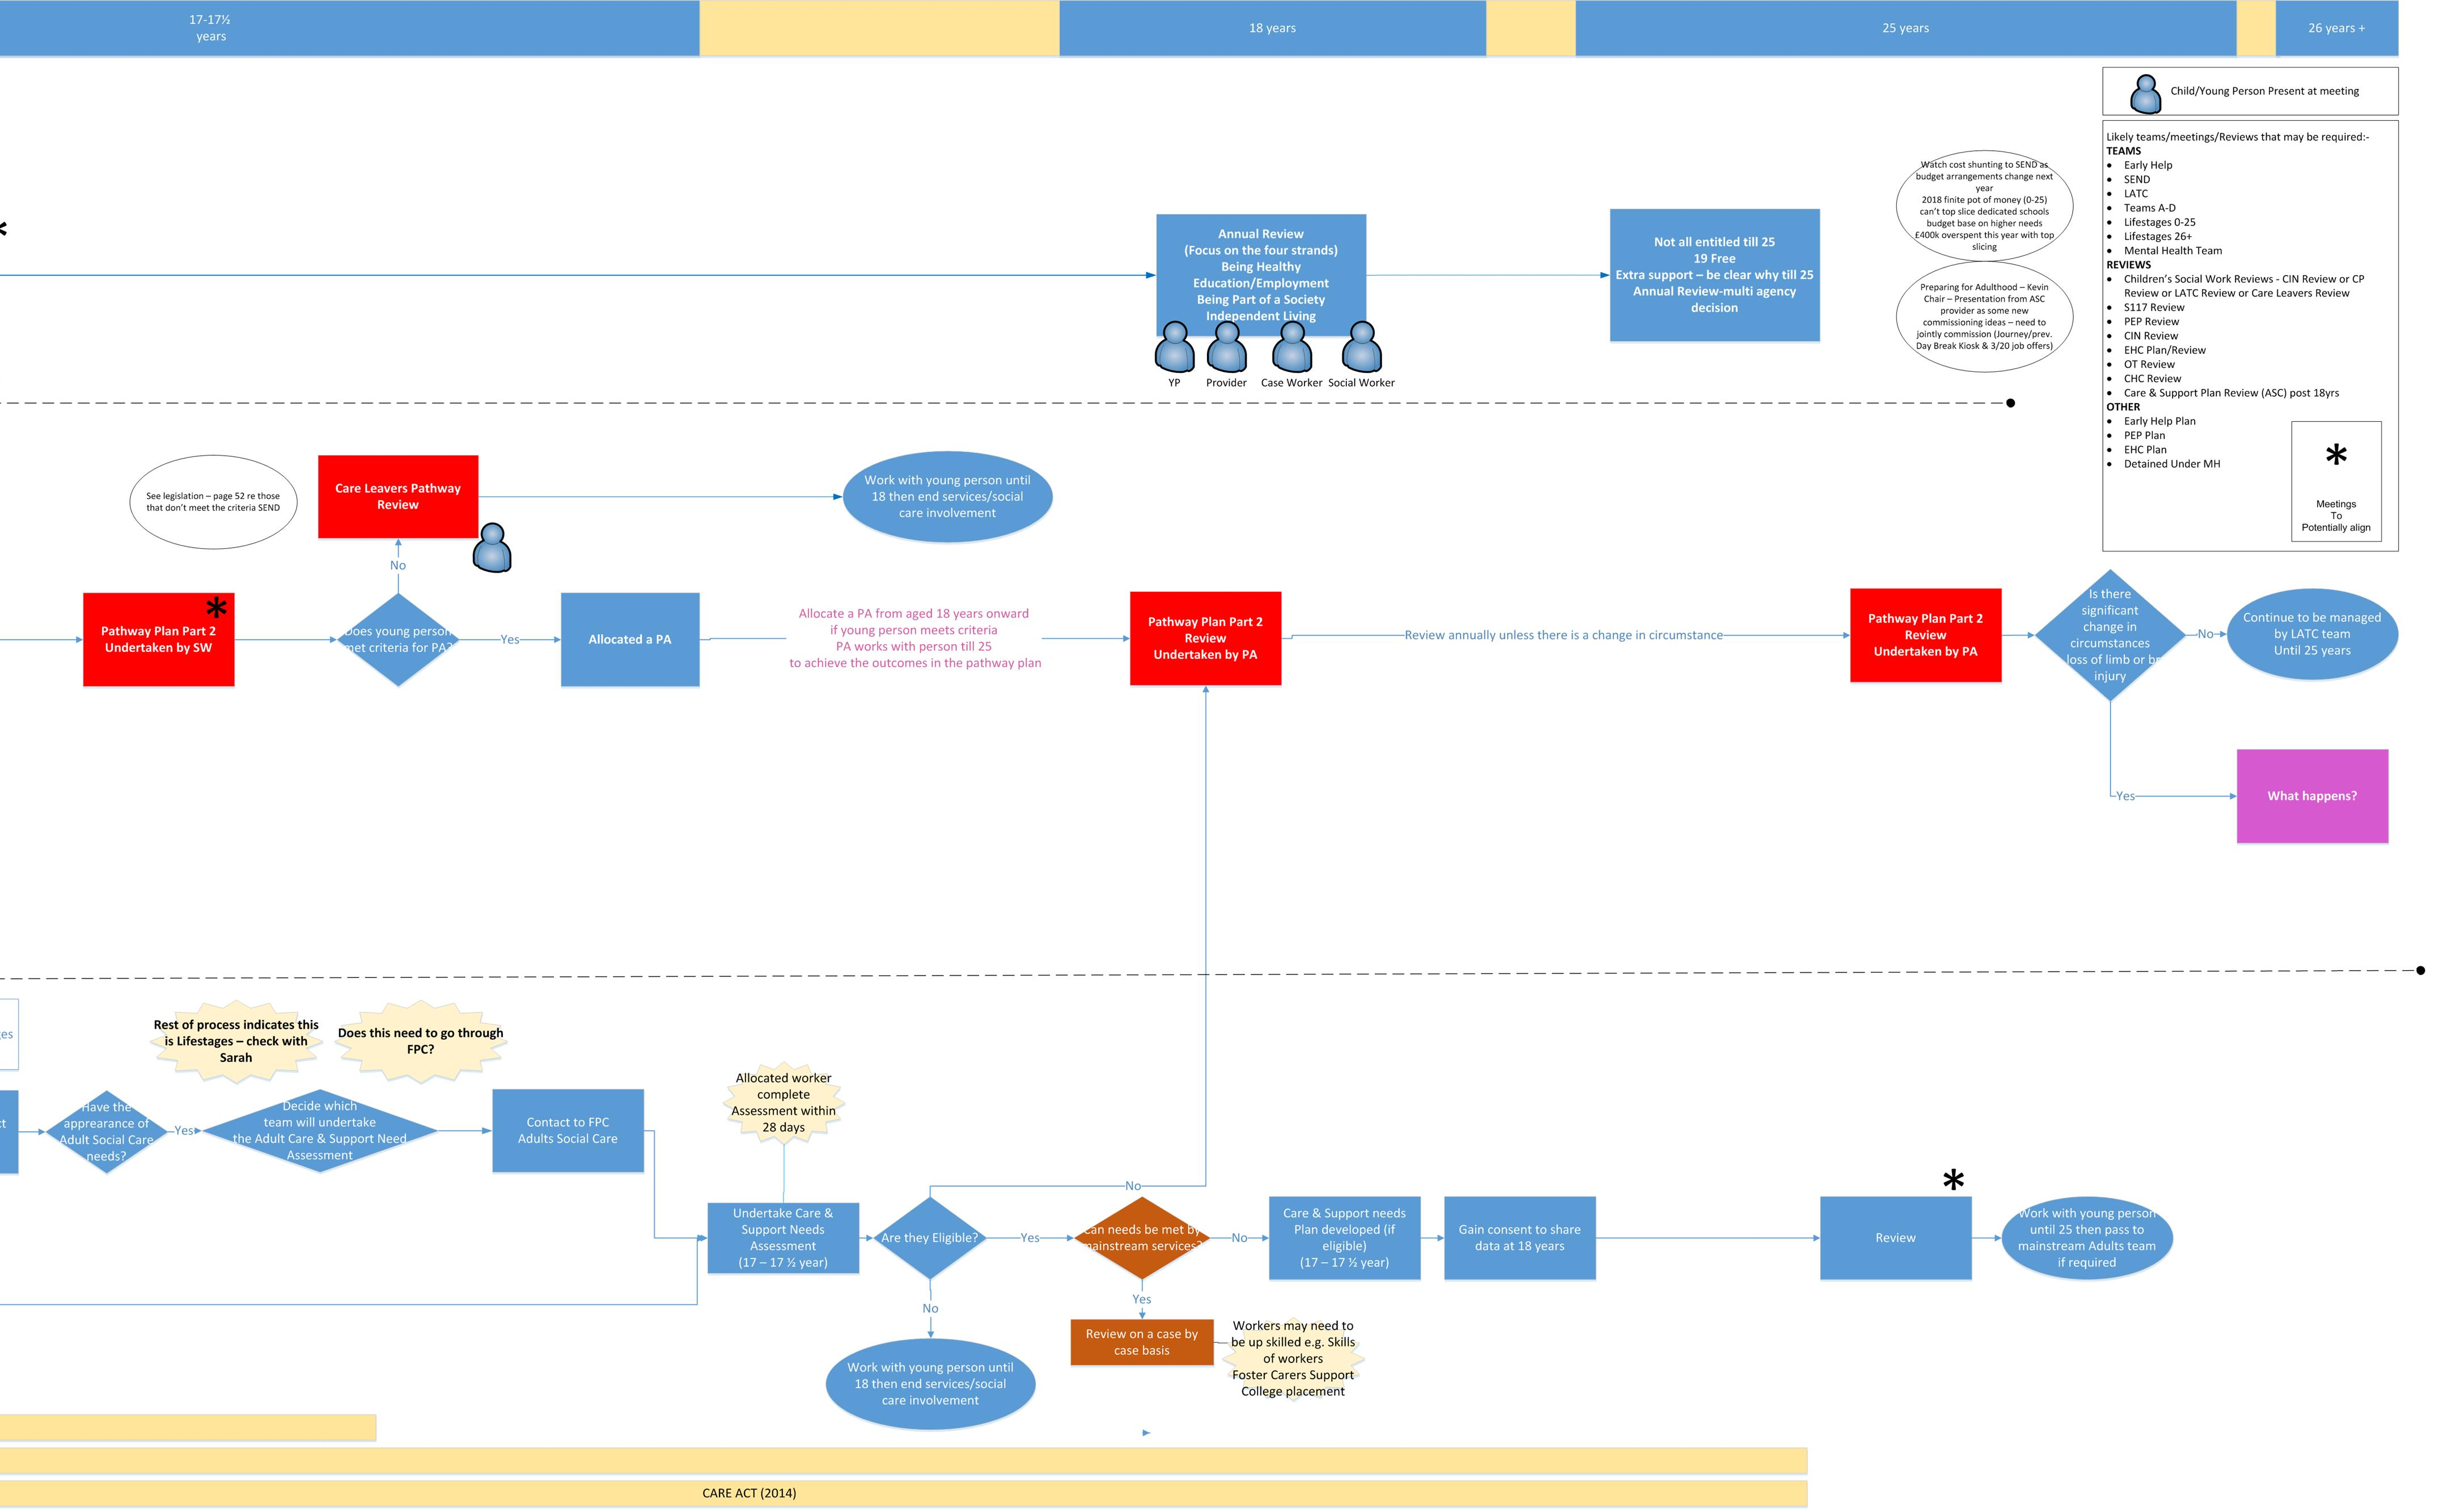 17-17½
years
18 years
25 years
26 years +
Child/Young Person Present at meeting
Likely teams/meetings/Reviews that may be required:-
TEAMS
• Early Help
• SEND
• LATC
• Teams A-D
• Lifestages 0-25
• Lifestages 26+
• Mental Health Team
REVIEWS
• Children's Social Work Reviews - CIN Review or CP
Review or LATC Review or Care Leavers Review
• S117 Review
• PEP Review
• CIN Review
• EHC Plan/Review
• OT Review
• CHC Review
• Care & Support Plan Review (ASC) post 18yrs
OTHER
• Early Help Plan
• PEP Plan
• EHC Plan
• Detained Under MH
*
Meetings
To
Potentially align
*
Annual Review
(Focus on the four strands)
Being Healthy
Education/Employment
Being Part of a Society
Independent Living
YP
Provider
Case Worker
Social Worker
Not all entitled till 25
19 Free
Extra support – be clear why till 25
Annual Review-multi agency
decision
Watch cost shunting to SEND as
budget arrangements change next
year
2018 finite pot of money (0-25)
can't top slice dedicated schools
budget base on higher needs
£400k overspent this year with top
slicing
Preparing for Adulthood – Kevin
Chair – Presentation from ASC
provider as some new
commissioning ideas – need to
jointly commission (Journey/prev.
Day Break Kiosk & 3/20 job offers)
See legislation – page 52 re those
that don't meet the criteria SEND
Care Leavers Pathway
Review
Work with young person until
18 then end services/social
care involvement
No
*
Pathway Plan Part 2
Undertaken by SW
Does young person
met criteria for PA?
Yes
Allocated a PA
Allocate a PA from aged 18 years onward
if young person meets criteria
PA works with person till 25
to achieve the outcomes in the pathway plan
Pathway Plan Part 2
Review
Undertaken by PA
Review annually unless there is a change in circumstance
Pathway Plan Part 2
Review
Undertaken by PA
Is there
significant
change in
circumstances
loss of limb or br
injury
No
Continue to be managed
by LATC team
Until 25 years
Yes
What happens?
es
ct
Rest of process indicates this
is Lifestages – check with
Sarah
Does this need to go through
FPC?
Have the
apprearance of
Adult Social Care
needs?
Yes
Decide which
team will undertake
the Adult Care & Support Need
Assessment
Contact to FPC
Adults Social Care
Allocated worker
complete
Assessment within
28 days
Undertake Care &
Support Needs
Assessment
(17 – 17 ½ year)
Are they Eligible?
No
Yes
Can needs be met by
mainstream services?
No
Care & Support needs
Plan developed (if
eligible)
(17 – 17 ½ year)
Gain consent to share
data at 18 years
*
Review
Work with young person
until 25 then pass to
mainstream Adults team
if required
No
Work with young person until
18 then end services/social
care involvement
Yes
Review on a case by
case basis
Workers may need to
be up skilled e.g. Skills
of workers
Foster Carers Support
College placement
CARE ACT (2014)